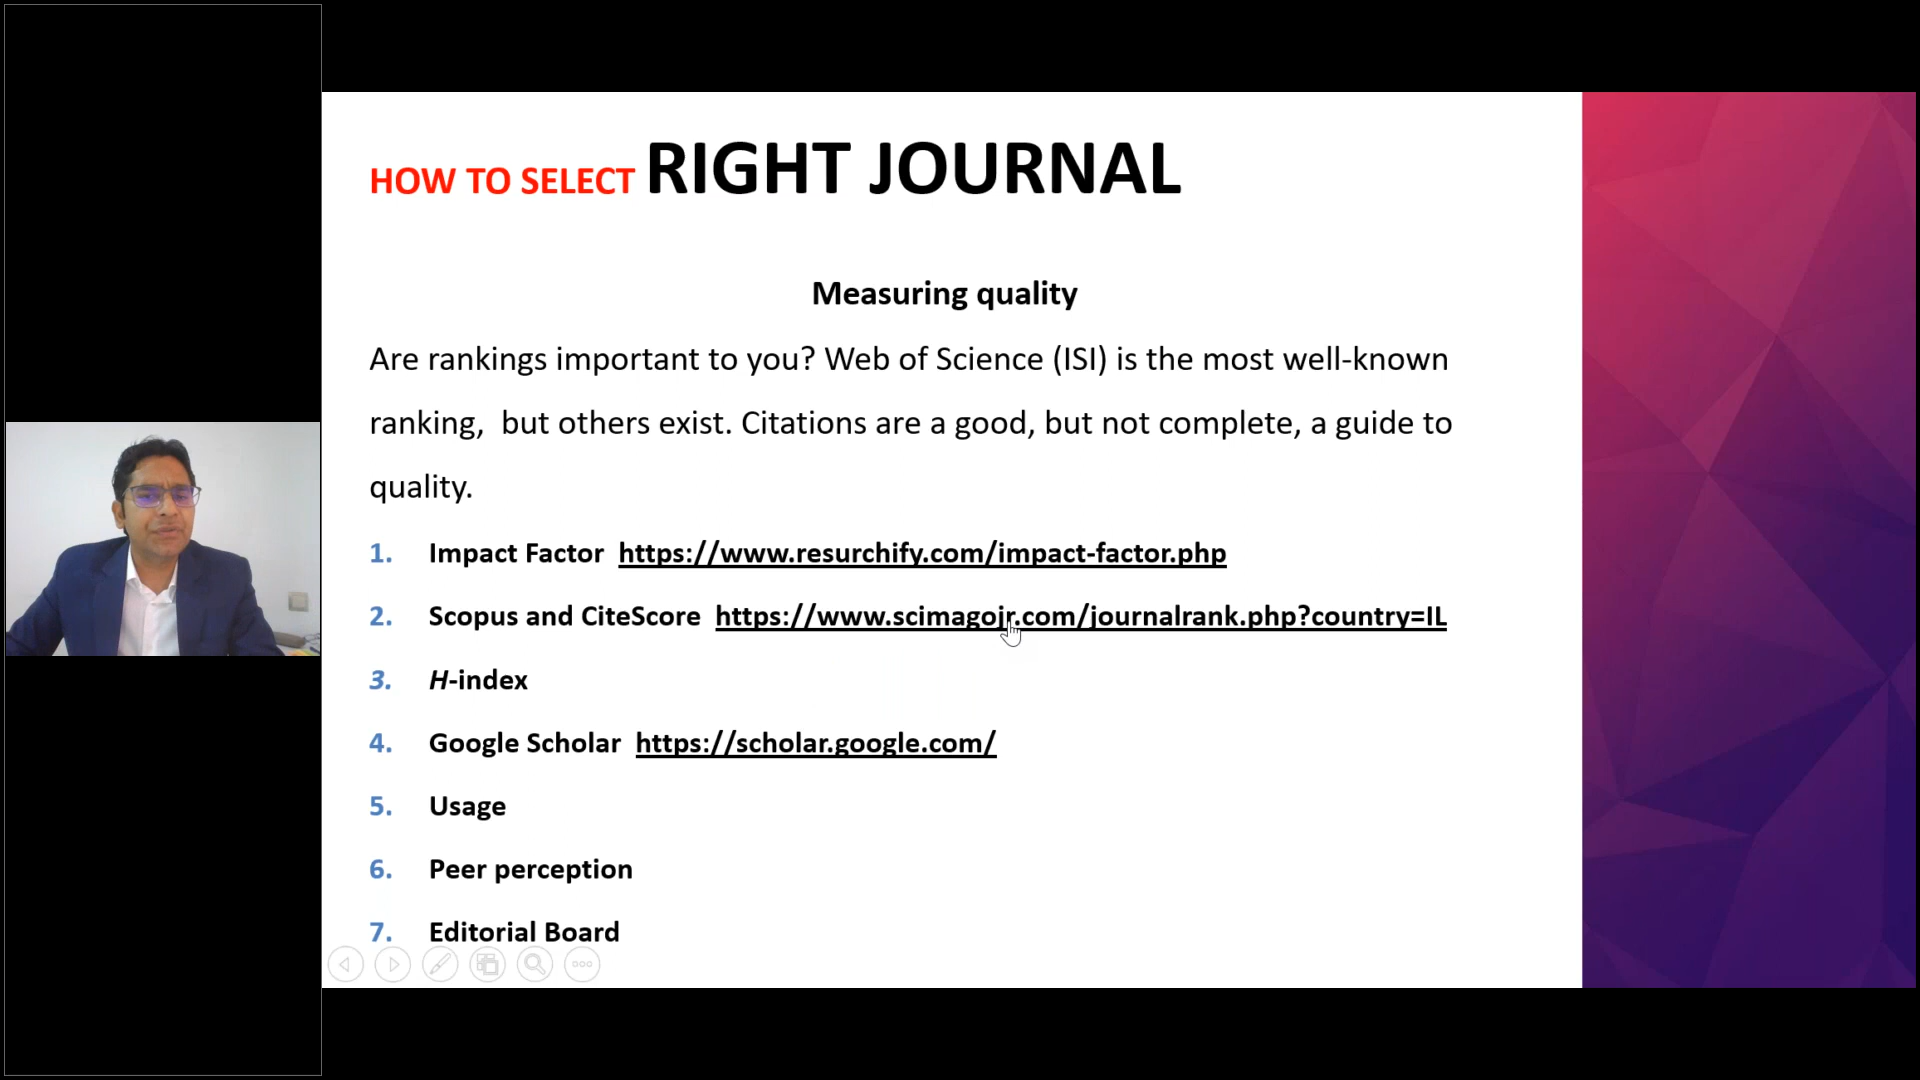 HOW TO SELECT RIGHT JOURNAL
Measuring quality
Are rankings important to you? Web of Science (ISI) is the most well-known
ranking,  but others exist. Citations are a good, but not complete, a guide to
quality.
1. Impact Factor https://www.resurchify.com/impact-factor.php
2. Scopus and CiteScore https://www.scimagojr.com/journalrank.php?country=IL
3. H-index
4. Google Scholar https://scholar.google.com/
5. Usage
6. Peer perception
7. Editorial Board